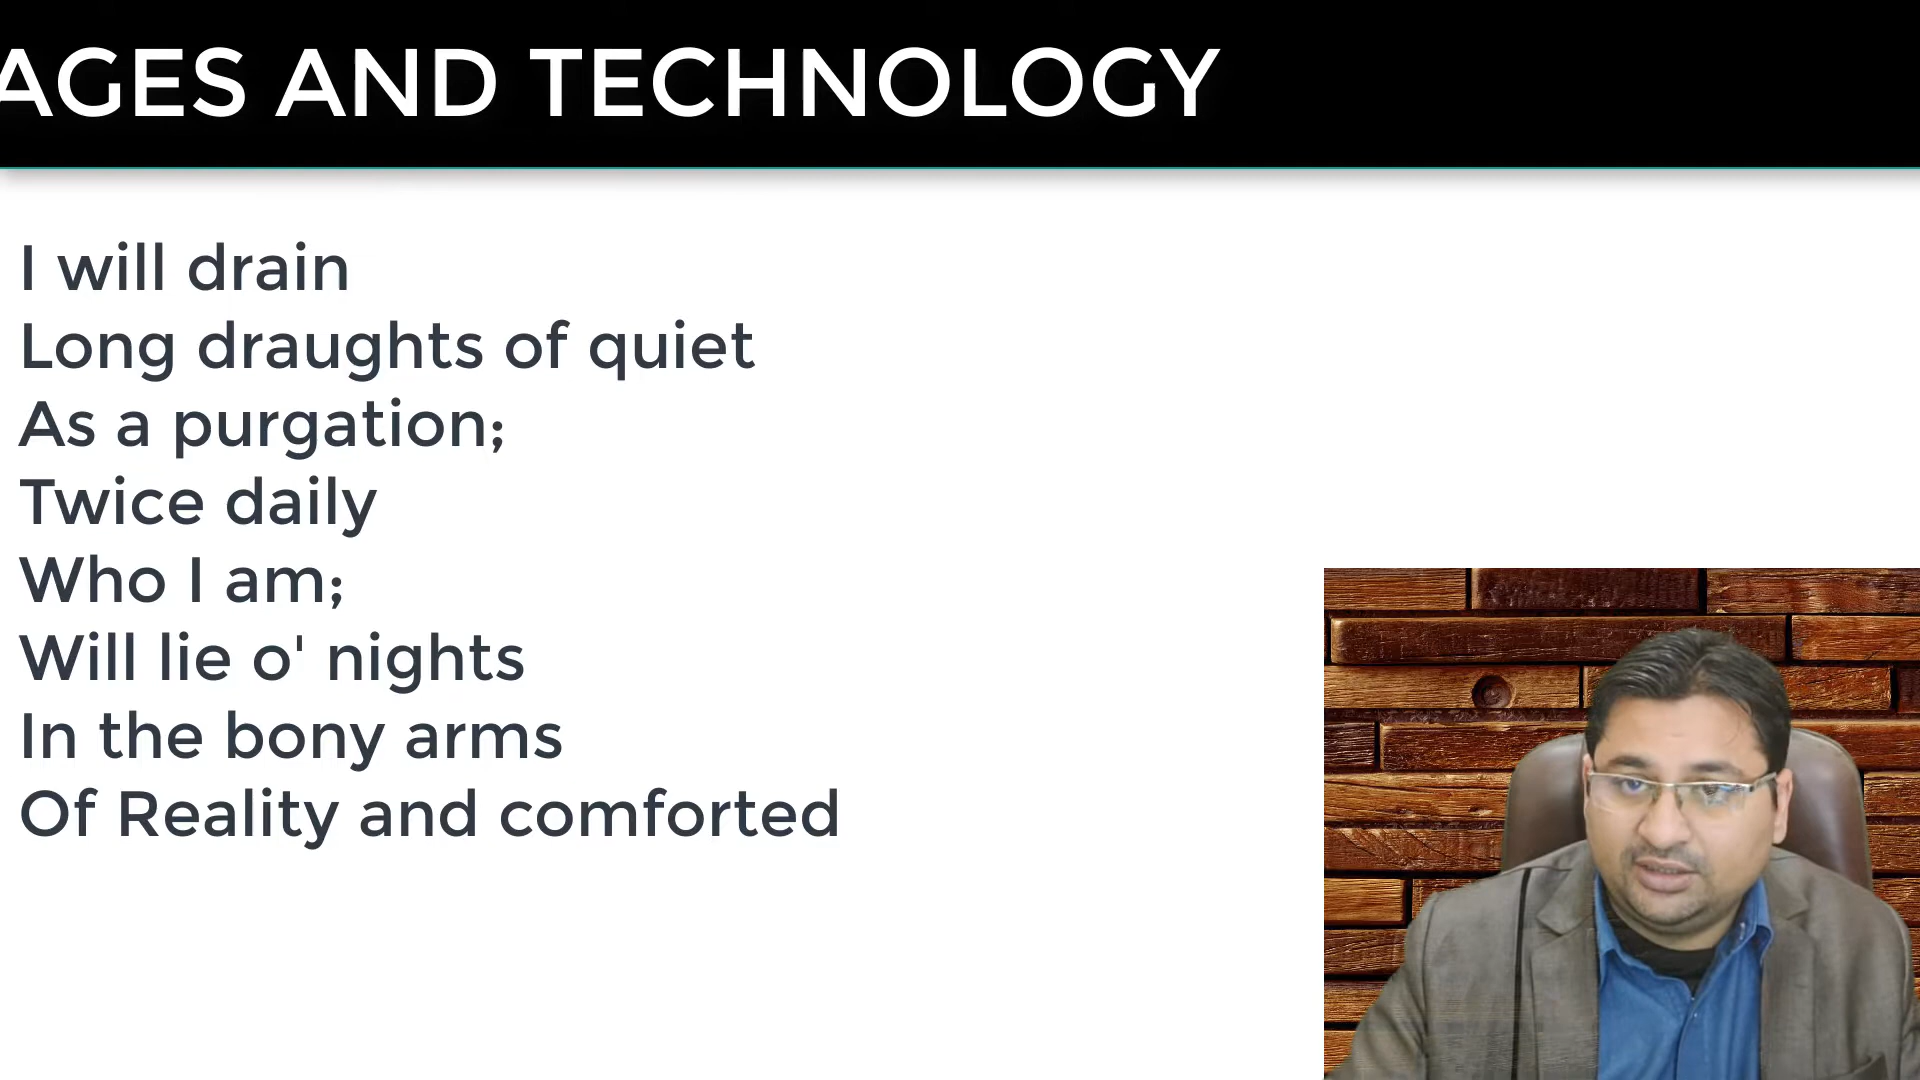 AGES AND TECHNOLOGY
I will drain
Long draughts of quiet
As a purgation;
Twice daily
Who I am;
Will lie o' nights
In the bony arms
Of Reality and comforted